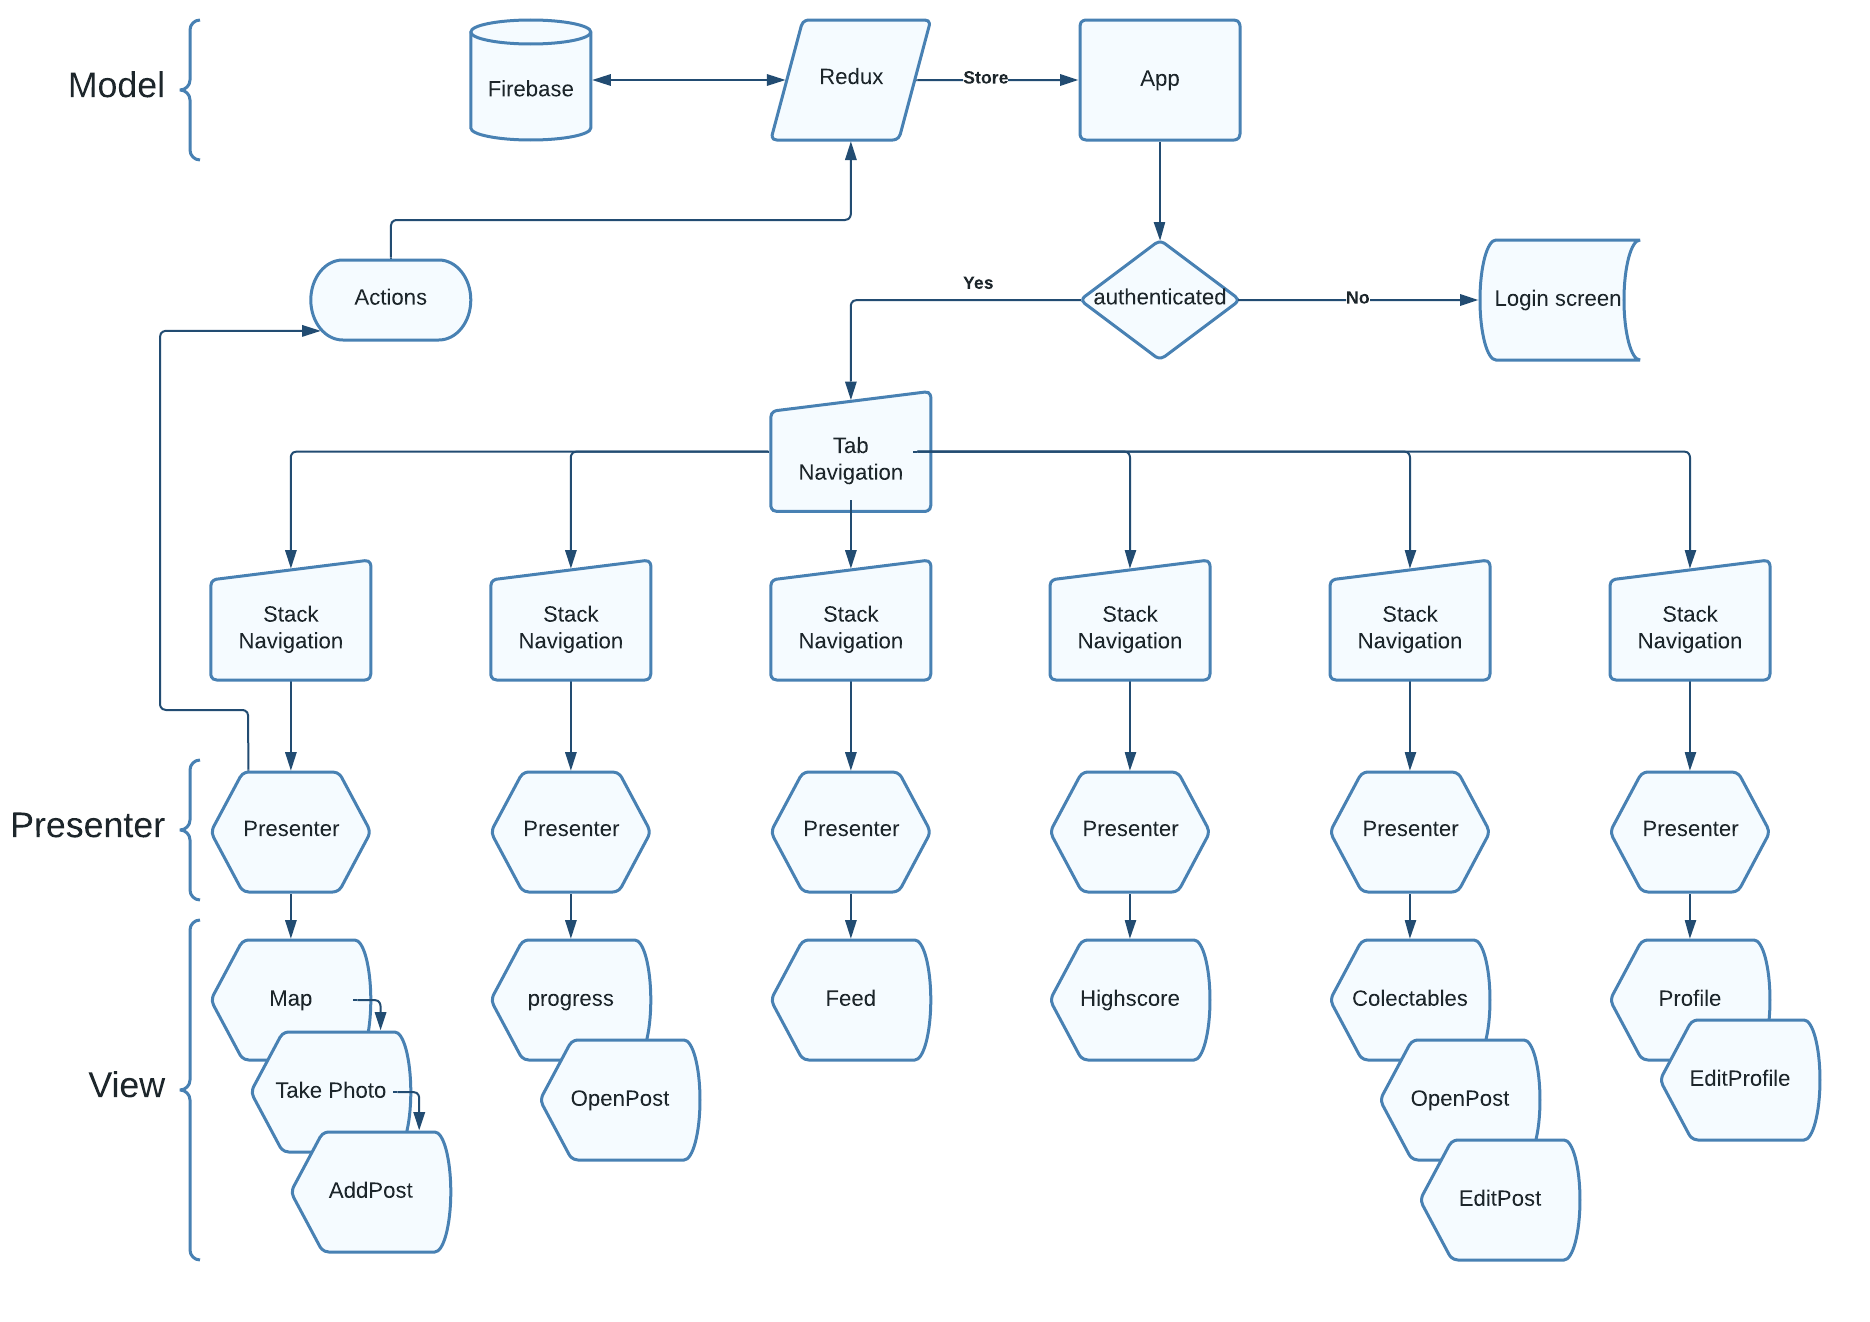 Model
Firebase
Redux
Store
App
Actions
Yes
authenticated
No
Login screen
Tab
Navigation
Stack
Navigation
Stack
Navigation
Stack
Navigation
Stack
Navigation
Stack
Navigation
Stack
Navigation
Presenter
Presenter
Presenter
Presenter
Presenter
Presenter
Presenter
View
Map
progress
Feed
Highscore
Colectables
Profile
Take Photo
OpenPost
OpenPost
EditProfile
AddPost
EditPost